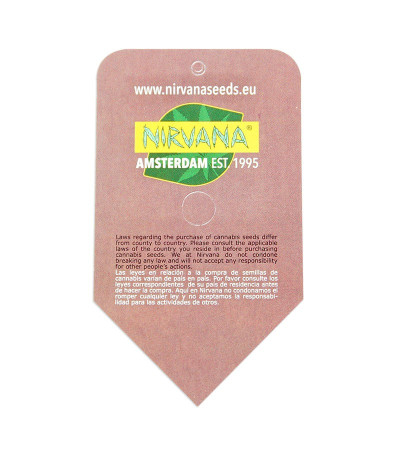 www.nirvanaseeds.eu
NIRVANA®
AMSTERDAM EST 1995
Laws regarding the purchase of cannabis seeds differ
from county to country. Please consult the applicable
laws of the country you reside in before purchasing
cannabis seeds. We at Nirvana do not condone
breaking any law and will not accept any responsibility
for other people's actions.
Las leyes en relación a la compra de semillas de
cannabis varían de país en país. Por favor consulte los
leyes correspondentes de su país de residencia antes
de hacer la compra. Aquí en Nirvana no condonamos el
romper cualquier ley y no aceptamos la responsabi-
lidad para las actividades de otros.